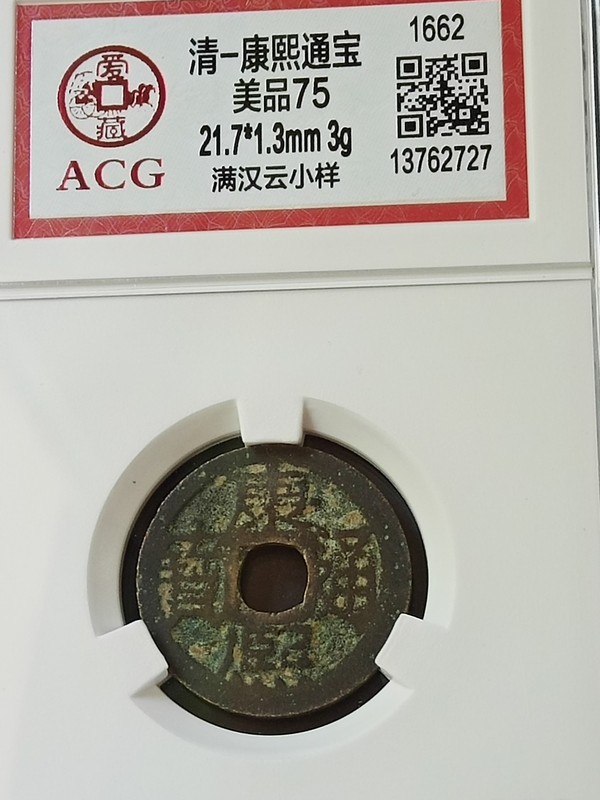 爱藏
ACG
清-康熙通宝
美品75
21.7*1.3mm 3g
满汉云小样
1662
13762727
康熙通寶